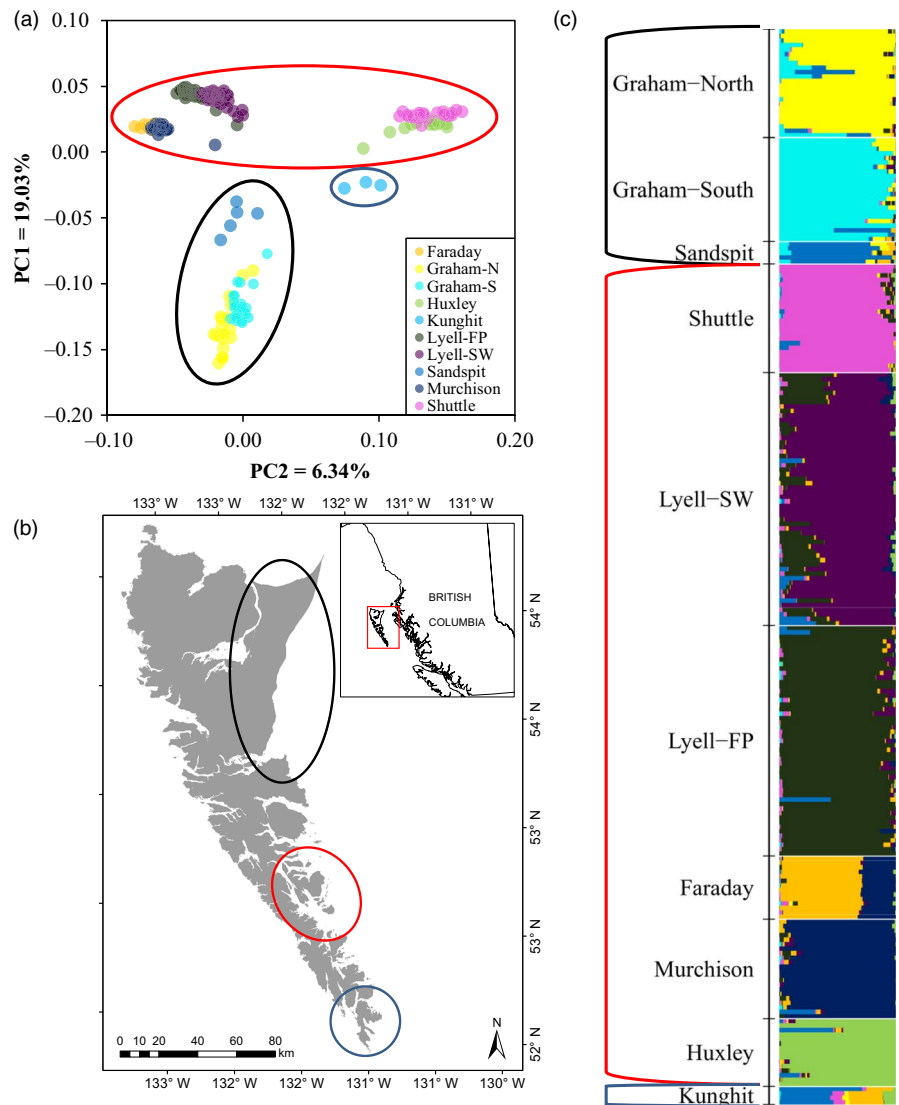 (a)
0.10
0.05
0.00
−0.05
−0.10
−0.15
−0.20
PC1 = 19.03%
−0.10
0.00
0.10
0.20
PC2 = 6.34%
Faraday
Graham-N
Graham-S
Huxley
Kunghit
Lyell-FP
Lyell-SW
Sandspit
Murchison
Shuttle
(b)
133° W
133° W
132° W
132° W
131° W
131° W
BRITISH
COLUMBIA
54° N
54° N
53° N
53° N
52° N
0 10 20 40 60 80
km
N
133° W
132° W
132° W
131° W
130° W
(c)
Graham−North
Graham−South
Sandspit
Shuttle
Lyell−SW
Lyell−FP
Faraday
Murchison
Huxley
Kunghit